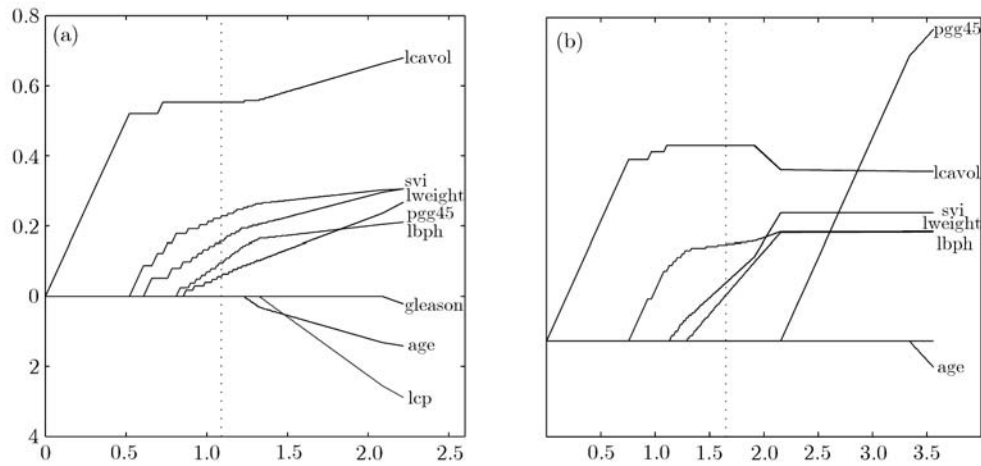 (a)
0.8
0.6
0.4
0.2
0
2
4
lcavol
svi
lweight
pgg45
lbph
gleason
age
lcp
0 0.5 1.0 1.5 2.0 2.5
(b)
pgg45
lcavol
svi
lweight
lbph
age
0.5 1.0 1.5 2.0 2.5 3.0 3.5